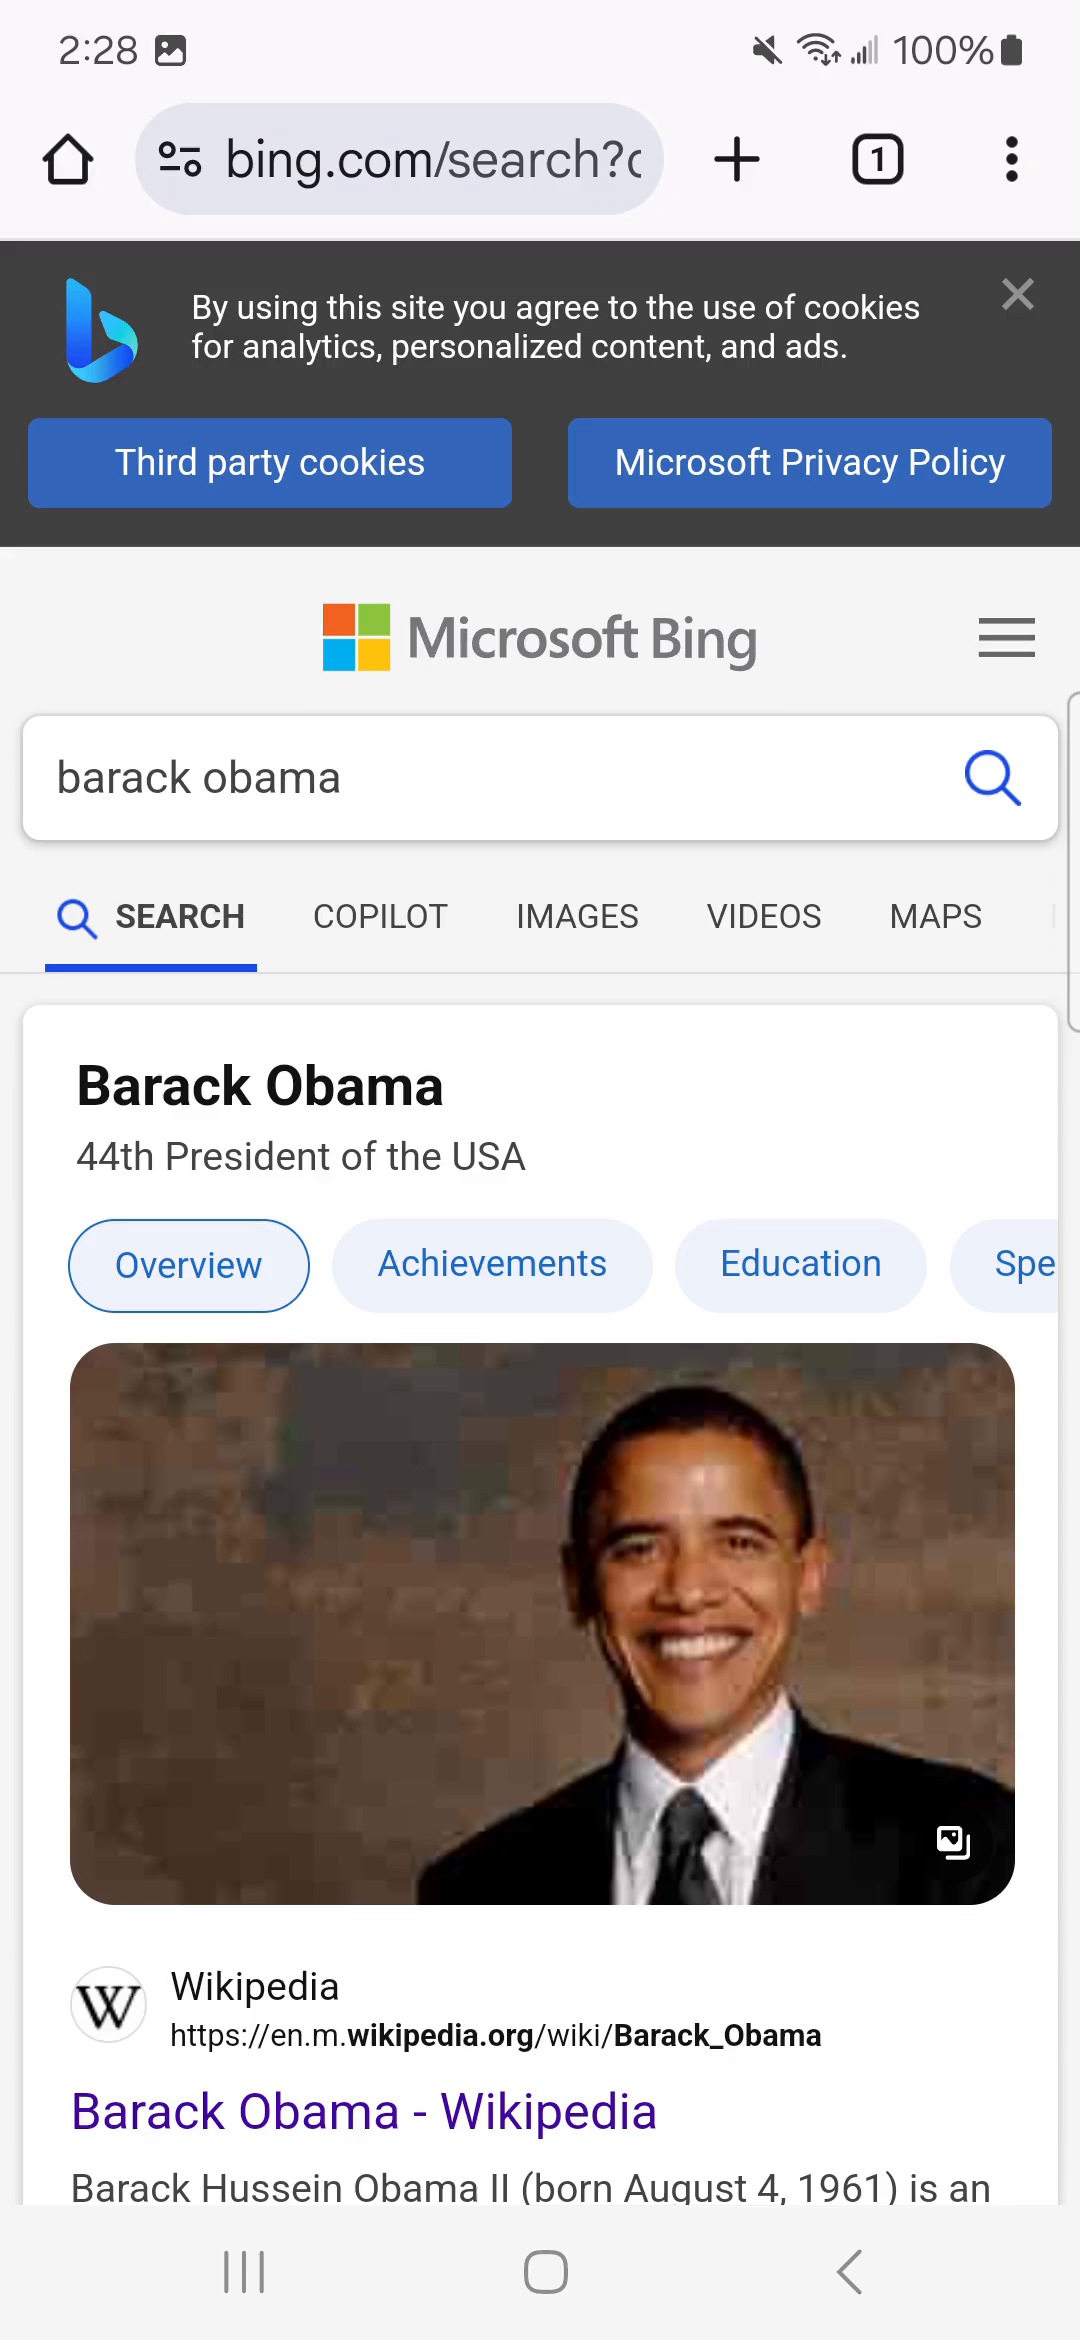 2:28
100%
bing.com/search?
1
By using this site you agree to the use of cookies
for analytics, personalized content, and ads.
Third party cookies
Microsoft Privacy Policy
Microsoft Bing
barack obama
SEARCH COPILOT IMAGES VIDEOS MAPS
Barack Obama
44th President of the USA
Overview Achievements Education Spe
W
Wikipedia
https://en.m.wikipedia.org/wiki/Barack_Obama
Barack Obama - Wikipedia
Barack Hussein Obama II (born August 4, 1961) is an